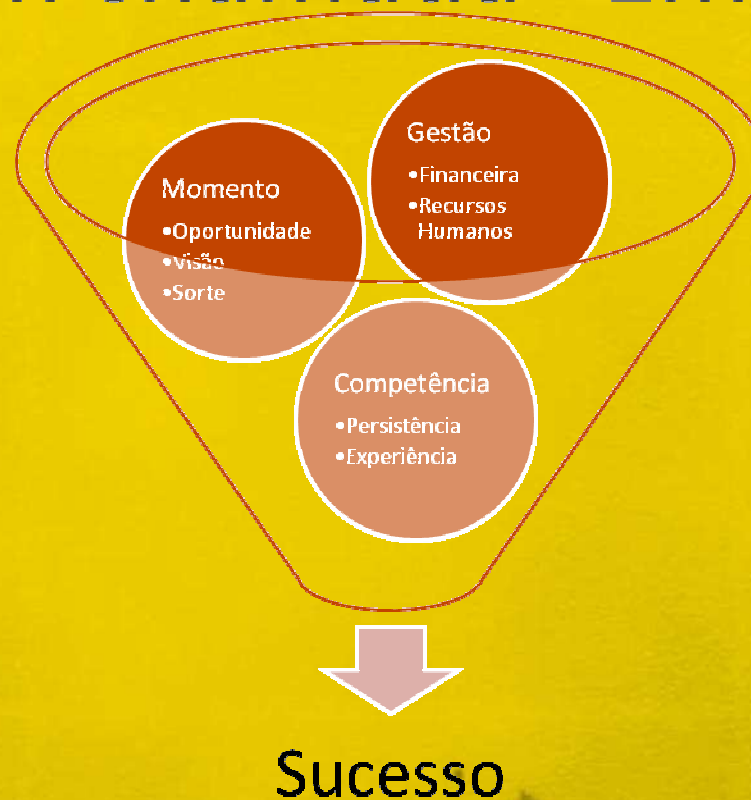 Momento
•Oportunidade
•Visão
•Sorte
Gestão
•Financeira
•Recursos
Humanos
Competência
•Persistência
•Experiência
Sucesso